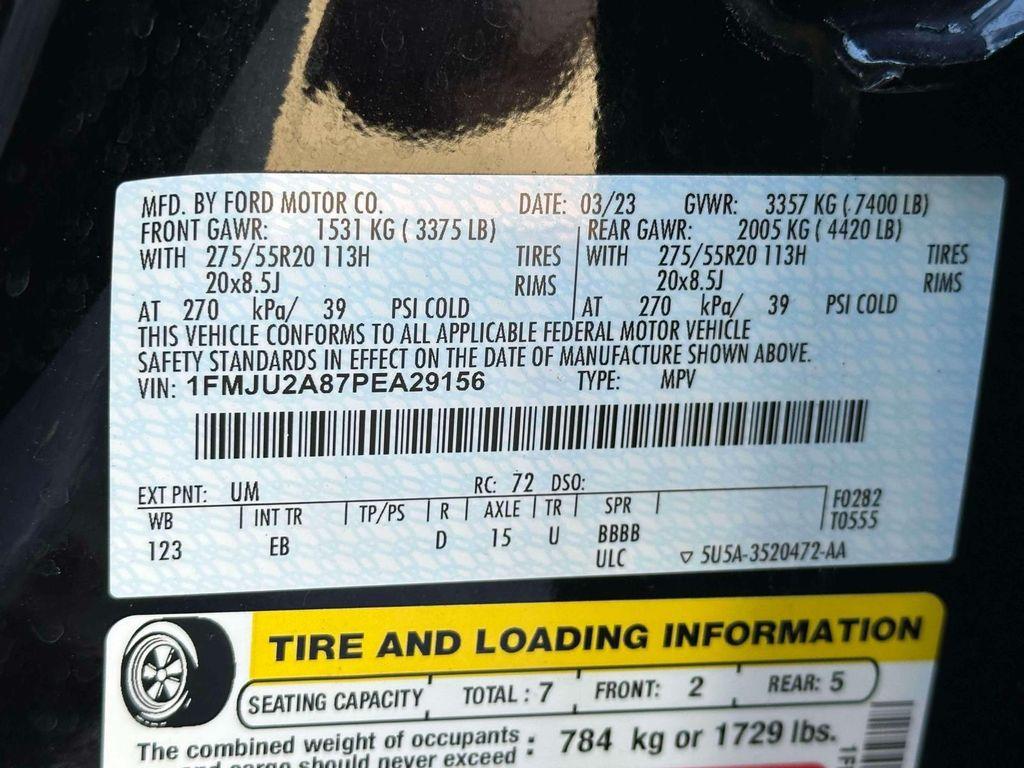 MFD. BY FORD MOTOR CO. DATE: 03/23 GVWR: 3357 KG ( 7400 LB)
FRONT GAWR: 1531 KG ( 3375 LB) REAR GAWR: 2005 KG ( 4420 LB)
WITH 275/55R20 113H TIRES WITH 275/55R20 113H TIRES
20x8.5J RIMS 20x8.5J RIMS
AT 270 kPa/ 39 PSI COLD AT 270 kPa/ 39 PSI COLD
THIS VEHICLE CONFORMS TO ALL APPLICABLE FEDERAL MOTOR VEHICLE
SAFETY STANDARDS IN EFFECT ON THE DATE OF MANUFACTURE SHOWN ABOVE.
VIN: 1FMJU2A87PEA29156 TYPE: MPV
EXT PNT: UM RC: 72 DSO:
WB INT TR TP/PS R AXLE TR SPR F0282
T0555
123 EB D 15 U BBBB
ULC ▽ 5U5A-3520472-AA
TIRE AND LOADING INFORMATION
SEATING CAPACITY TOTAL : 7 FRONT: 2 REAR: 5
The combined weight of occupants : 784 kg or 1729 lbs.
and cargo should never exceed
1F